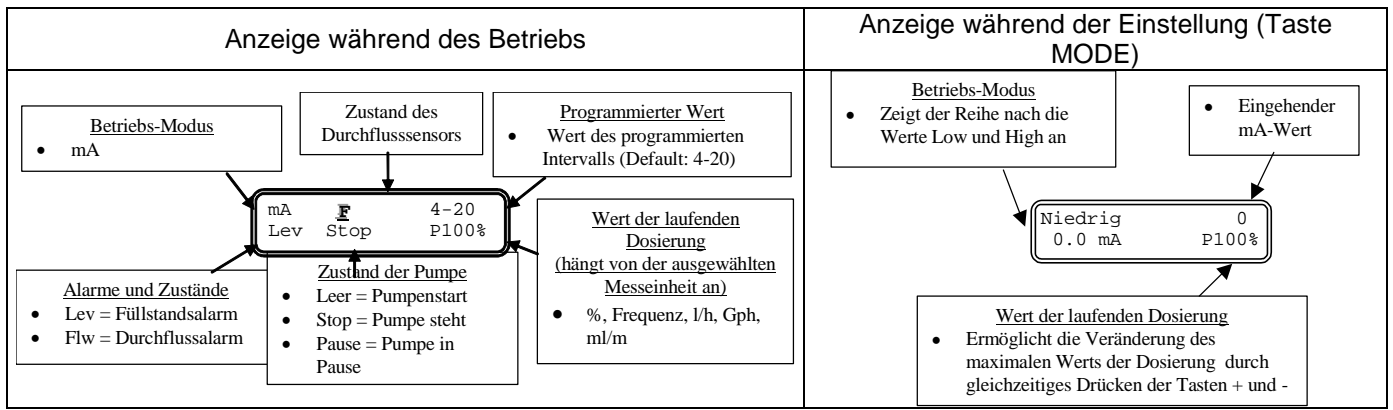 Anzeige während des Betriebs
Anzeige während der Einstellung (Taste
MODE)
Betriebs-Modus
• mA
Zustand des
Durchflusssensors
Programmierter Wert
• Wert des programmierten
Intervalls (Default: 4-20)
mA F 4-20
Lev Stop P100%
Alarme und Zustände
• Lev = Füllstandsalarm
• Flw = Durchflussalarm
Zustand der Pumpe
• Leer = Pumpenstart
• Stop = Pumpe steht
• Pause = Pumpe in
Pause
Wert der laufenden
Dosierung
(hängt von der ausgewählten
Messeinheit an)
• %, Frequenz, l/h, Gph,
ml/m
Betriebs-Modus
• Zeigt der Reihe nach die
Werte Low und High an
• Eingehender
mA-Wert
Niedrig 0
0.0 mA P100%
Wert der laufenden Dosierung
• Ermöglicht die Veränderung des
maximalen Werts der Dosierung durch
gleichzeitiges Drücken der Tasten + und -